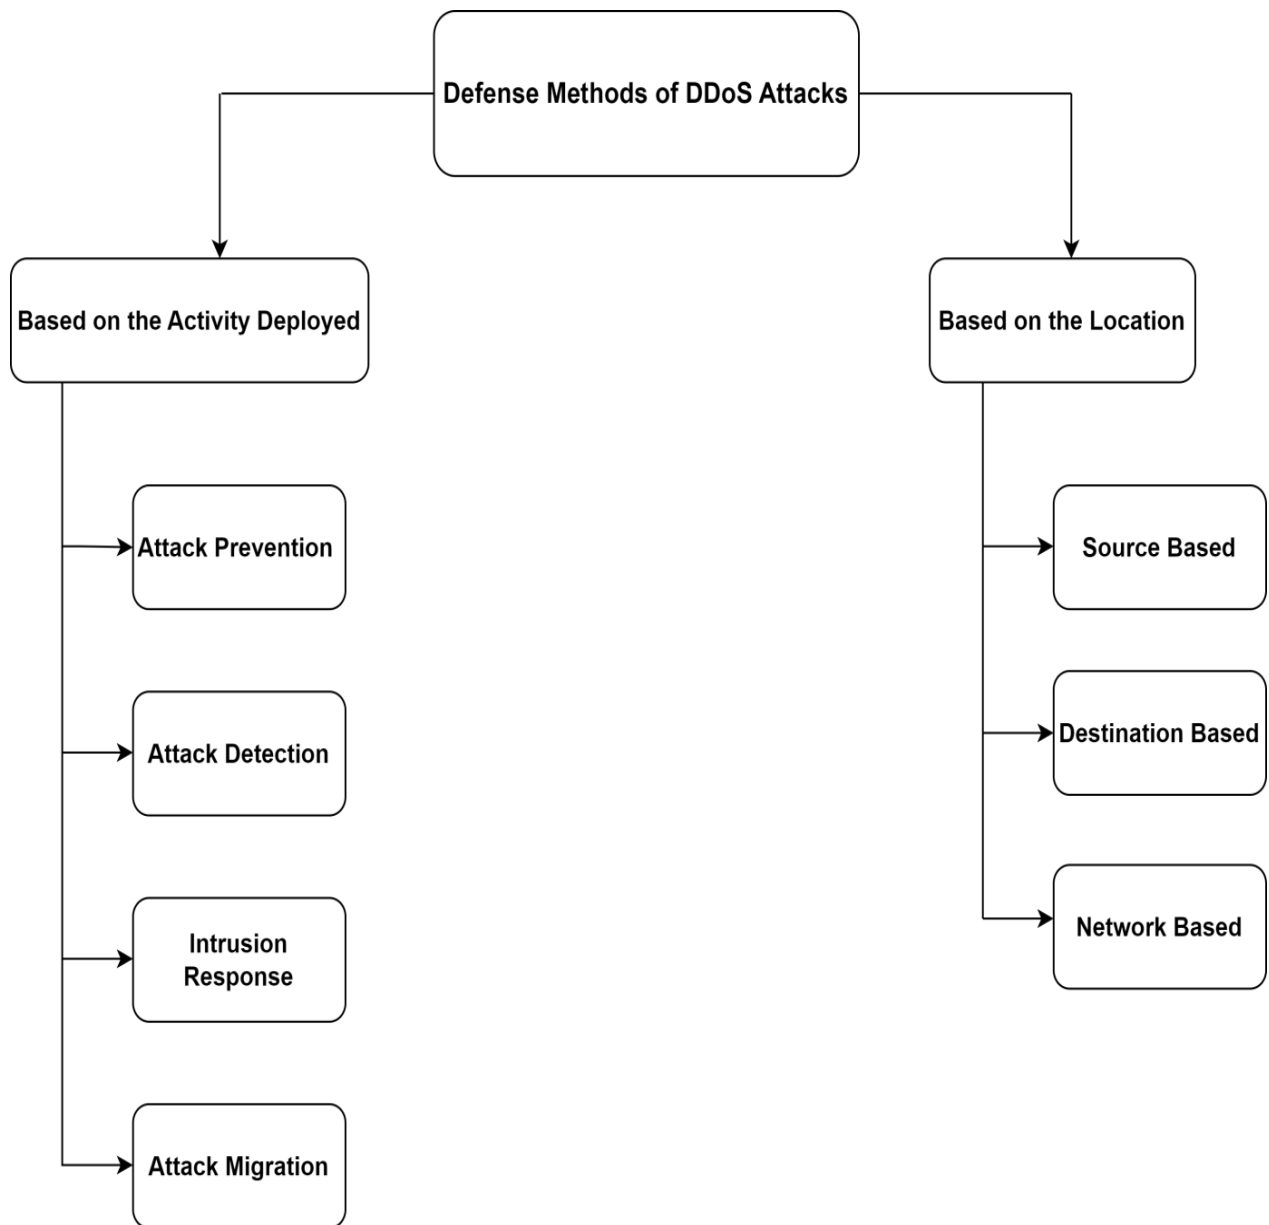 Defense Methods of DDoS Attacks
Based on the Activity Deployed
Based on the Location
Attack Prevention
Source Based
Attack Detection
Destination Based
Intrusion
Response
Network Based
Attack Migration